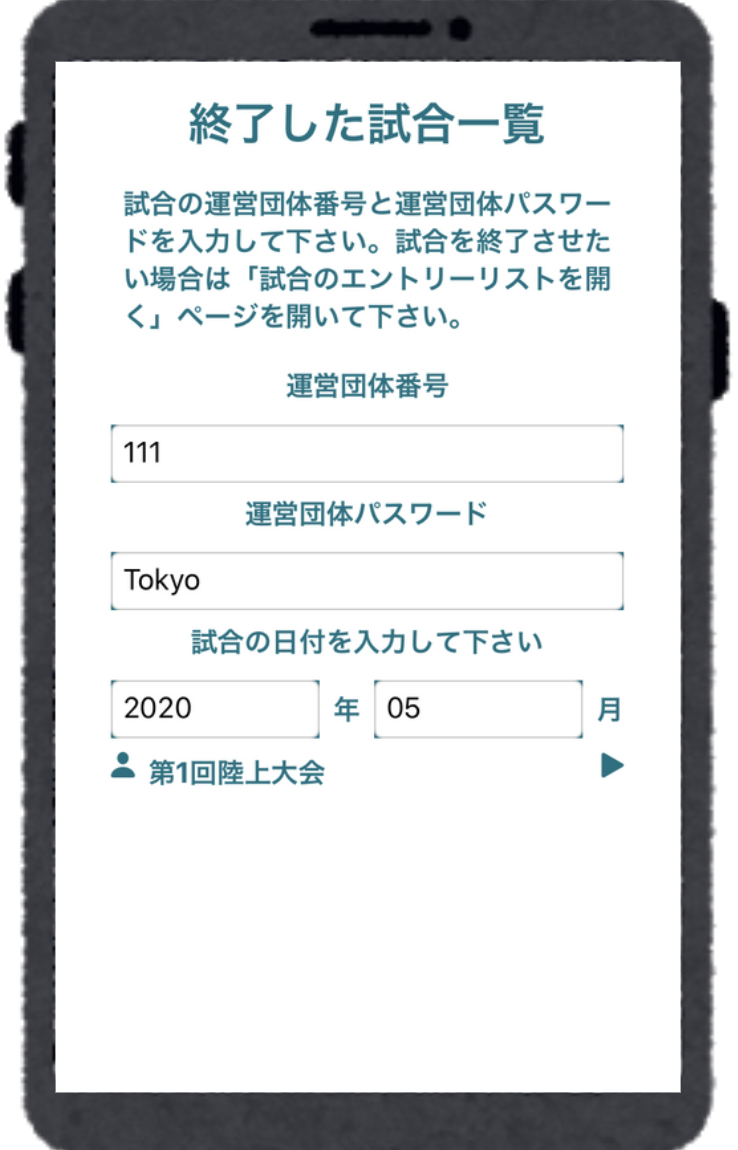 終了した試合一覧
試合の運営団体番号と運営団体パスワー
ドを入力して下さい。試合を終了させた
い場合は「試合のエントリーリストを開
く」ページを開いて下さい。
運営団体番号
111
運営団体パスワード
Tokyo
試合の日付を入力して下さい
2020 年 05 月
第1回陸上大会